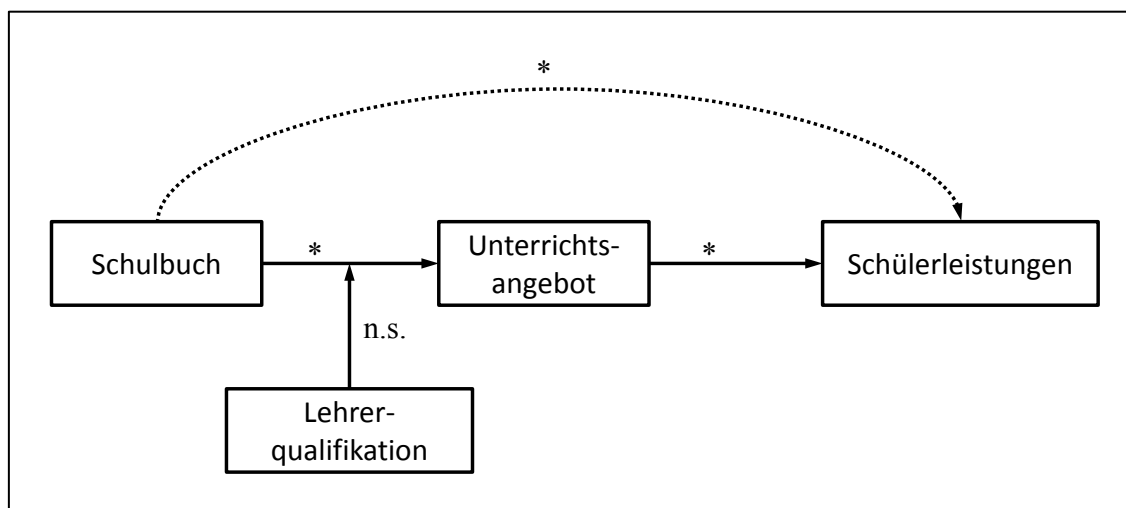 *
Schulbuch
*
Unterrichts-
angebot
*
Schülerleistungen
n.s.
Lehrer-
qualifikation